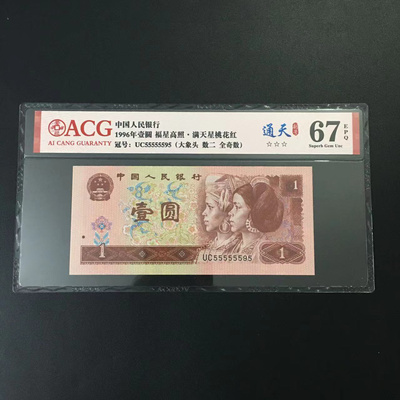 ACG
AI CANG GUARANTY
中国人民银行
1996年壹圆 福星高照·满天星桃花红
冠号：UC55555595（大象头 数二 全奇数）
通天
☆☆☆
67 EPQ
Superb Gem Unc
中国人民银行
1
壹圆
1
UC55555595
1